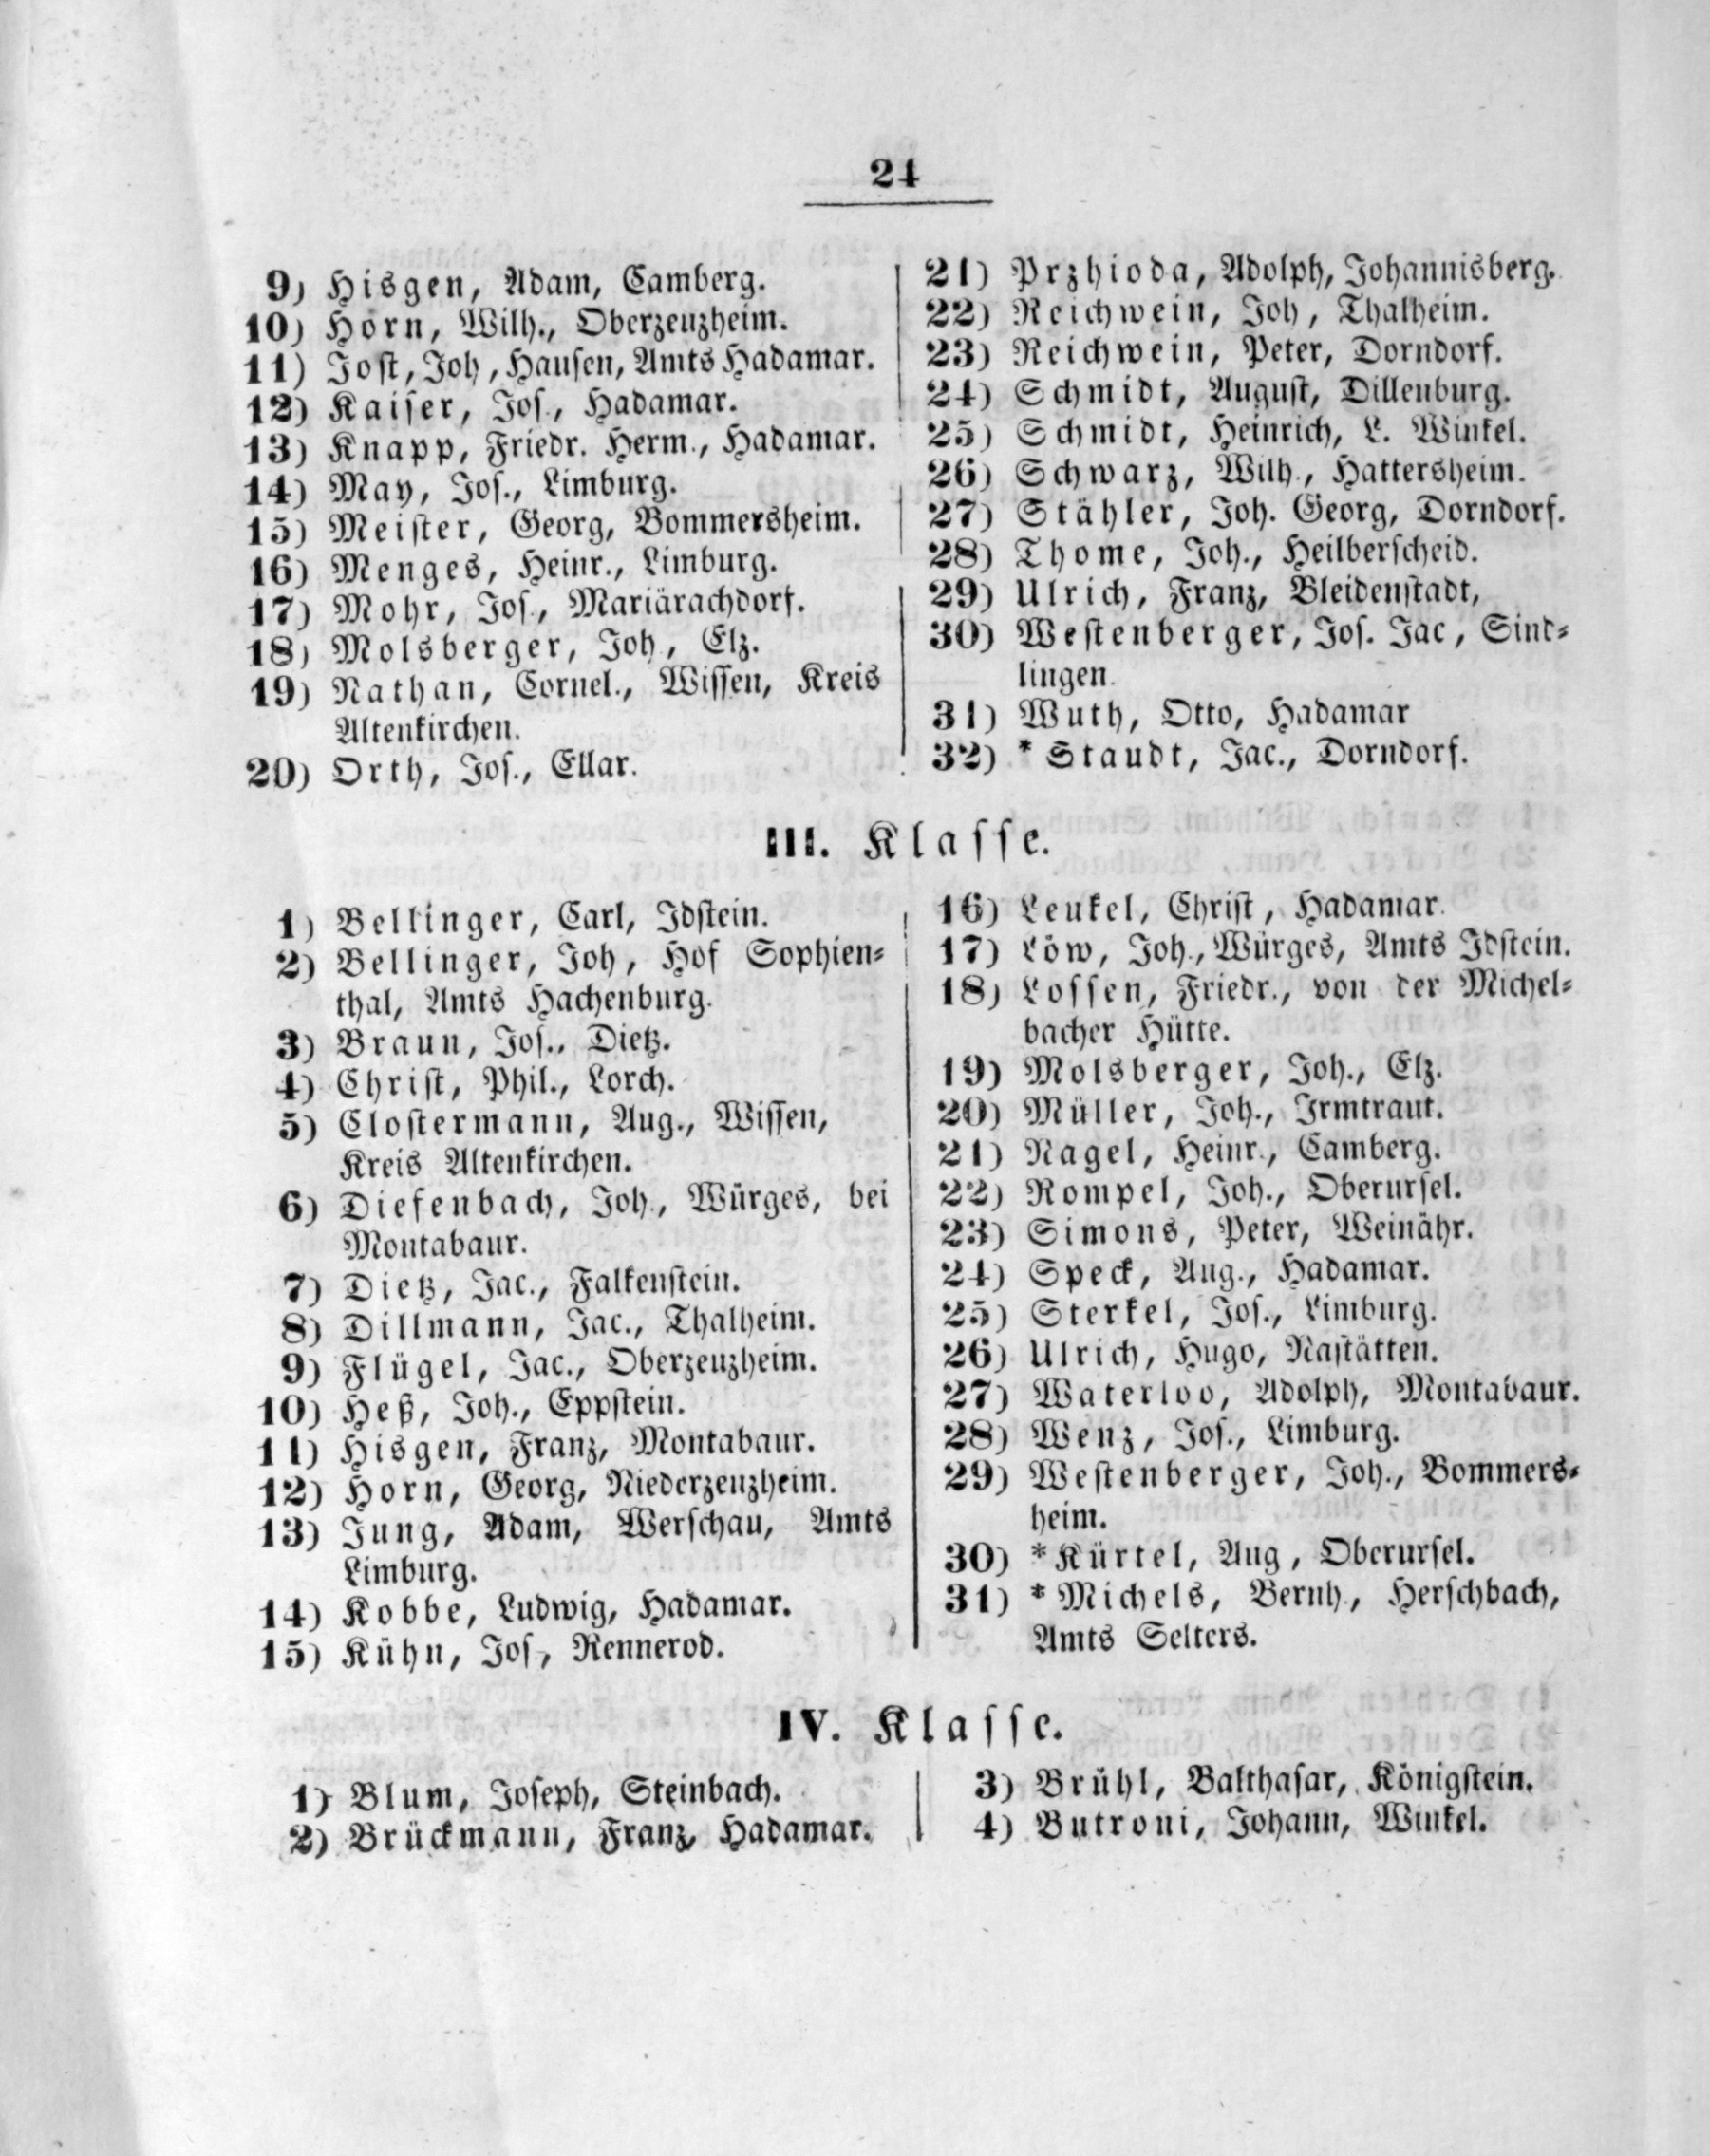 24
9) Hisgen, Adam, Camberg.
10) Horn, Wilh., Oberzeuzheim.
11) Jost, Joh, Hausen, Amts Hadamar.
12) Kaiser, Jos., Hadamar.
13) Knapp, Friedr. Herm., Hadamar.
14) May, Jos., Limburg.
15) Meister, Georg, Bommersheim.
16) Menges, Heinr., Limburg.
17) Mohr, Jos., Mariärachdorf.
18) Molsberger, Joh, Elz.
19) Nathan, Cornel., Wissen, Kreis
Altenkirchen.
20) Orth, Jos., Ellar.
21) Przhioda, Adolph, Johannisberg.
22) Reichwein, Joh, Thalheim.
23) Reichwein, Peter, Dorndorf.
24) Schmidt, August, Dillenburg.
25) Schmidt, Heinrich, L. Winkel.
26) Schwarz, Wilh., Hattersheim.
27) Stähler, Joh. Georg, Dorndorf.
28) Thome, Joh., Heilberscheid.
29) Ulrich, Franz, Bleidenstadt,
30) Westenberger, Jos. Jac, Sind-
lingen.
31) Wuth, Otto, Hadamar
32) * Staudt, Jac., Dorndorf.
III. Klasse.
1) Bellinger, Carl, Idstein.
2) Bellinger, Joh, Hof Sophien-
thal, Amts Hachenburg.
3) Braun, Jos., Dietz.
4) Christ, Phil., Lorch.
5) Clostermann, Aug., Wissen,
Kreis Altenkirchen.
6) Diefenbach, Joh., Würges, bei
Montabaur.
7) Dietz, Jac., Falkenstein.
8) Dillmann, Jac., Thalheim.
9) Flügel, Jac., Oberzeuzheim.
10) Heß, Joh., Eppstein.
11) Hisgen, Franz, Montabaur.
12) Horn, Georg, Niederzeuzheim.
13) Jung, Adam, Werschau, Amts
Limburg.
14) Kobbe, Ludwig, Hadamar.
15) Kühn, Jos., Rennerod.
16) Leukel, Christ, Hadamar.
17) Löw, Joh., Würges, Amts Idstein.
18) Lossen, Friedr., von der Michel-
bacher Hütte.
19) Molsberger, Joh., Elz.
20) Müller, Joh., Irmtraut.
21) Nagel, Heinr., Camberg.
22) Rompel, Joh., Oberursel.
23) Simons, Peter, Weinähr.
24) Speck, Aug., Hadamar.
25) Sterkel, Jos., Limburg.
26) Ulrich, Hugo, Nastätten.
27) Waterloo, Adolph, Montabaur.
28) Wenz, Jos., Limburg.
29) Westenberger, Joh., Bommers-
heim.
30) * Kürtel, Aug, Oberursel.
31) * Michels, Bernh., Herschbach,
Amts Selters.
IV. Klasse.
1) Blum, Joseph, Steinbach.
2) Brückmann, Franz, Hadamar.
3) Brühl, Balthasar, Königstein.
4) Butroni, Johann, Winkel.